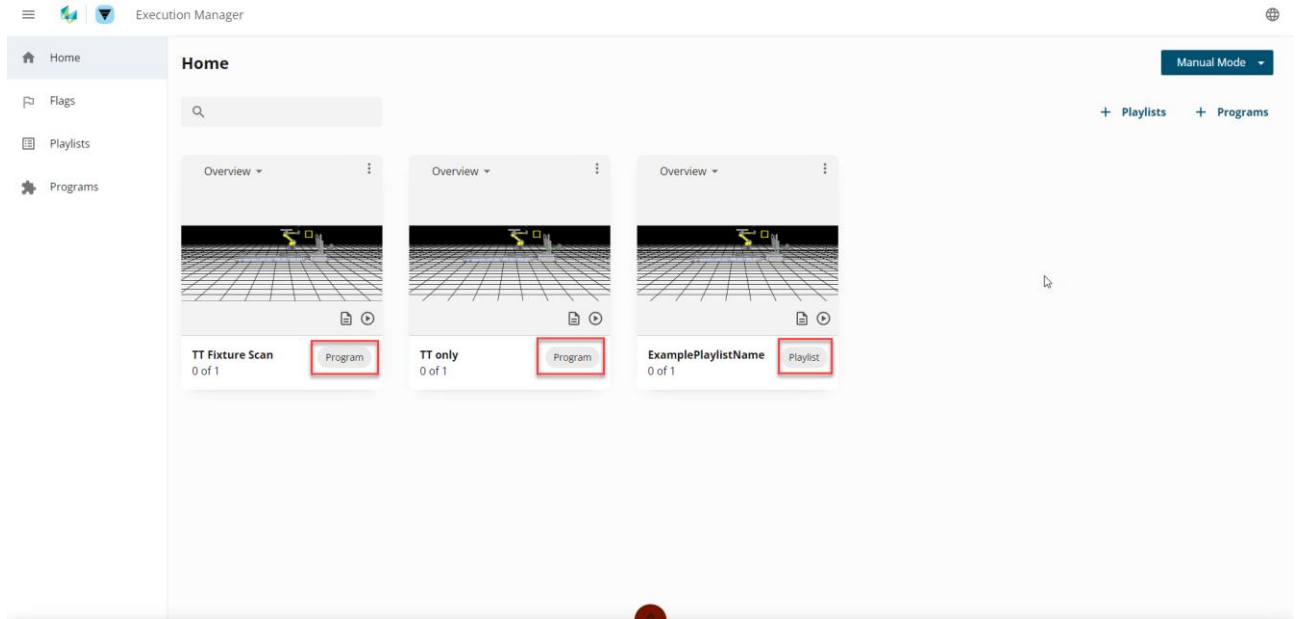 Execution Manager
Home
Flags
Playlists
Programs
Home
Manual Mode
+ Playlists + Programs
Overview Overview Overview
TT Fixture Scan Program TT only Program ExamplePlaylistName Playlist
0 of 1 0 of 1 0 of 1